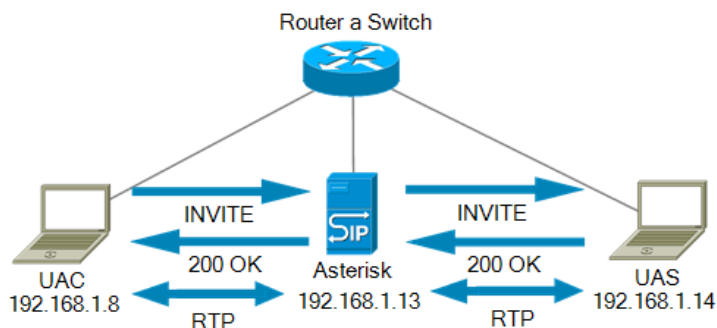 Router a Switch
INVITE
INVITE
SIP
200 OK
200 OK
UAC
192.168.1.8
Asterisk
192.168.1.13
UAS
192.168.1.14
RTP
RTP